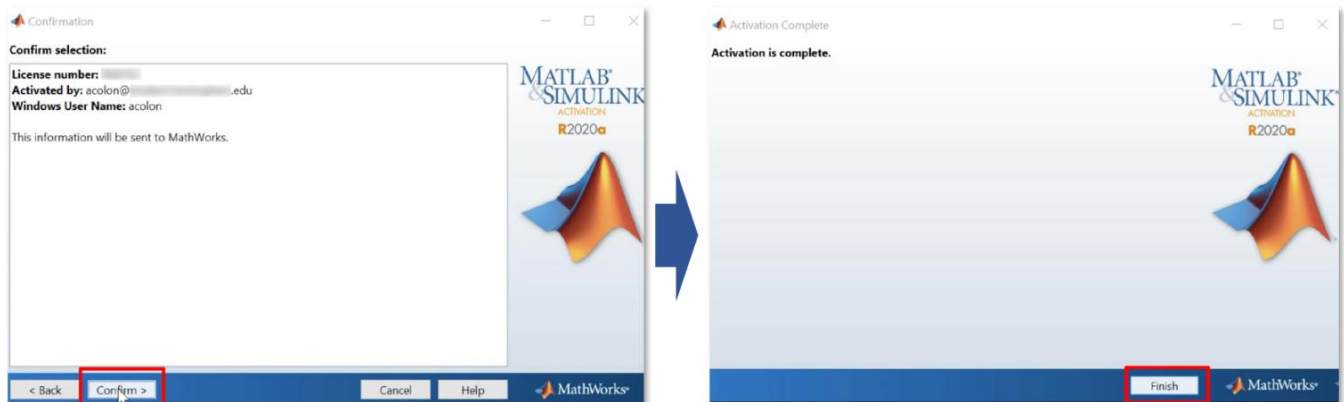 Confirmation
Confirm selection:
License number:
Activated by: acolon@ .edu
Windows User Name: acolon
This information will be sent to MathWorks.
MATLAB®
&SIMULINK
ACTIVATION
R2020a
< Back
Confirm >
Cancel
Help
MathWorks®
Activation Complete
Activation is complete.
MATLAB®
&SIMULINK®
ACTIVATION
R2020a
Finish
MathWorks®